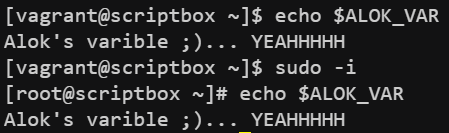 [vagrant@scriptbox ~]$ echo $ALOK_VAR
Alok's varible ;)... YEAHHHHH
[vagrant@scriptbox ~]$ sudo -i
[root@scriptbox ~]# echo $ALOK_VAR
Alok's varible ;)... YEAHHHHH